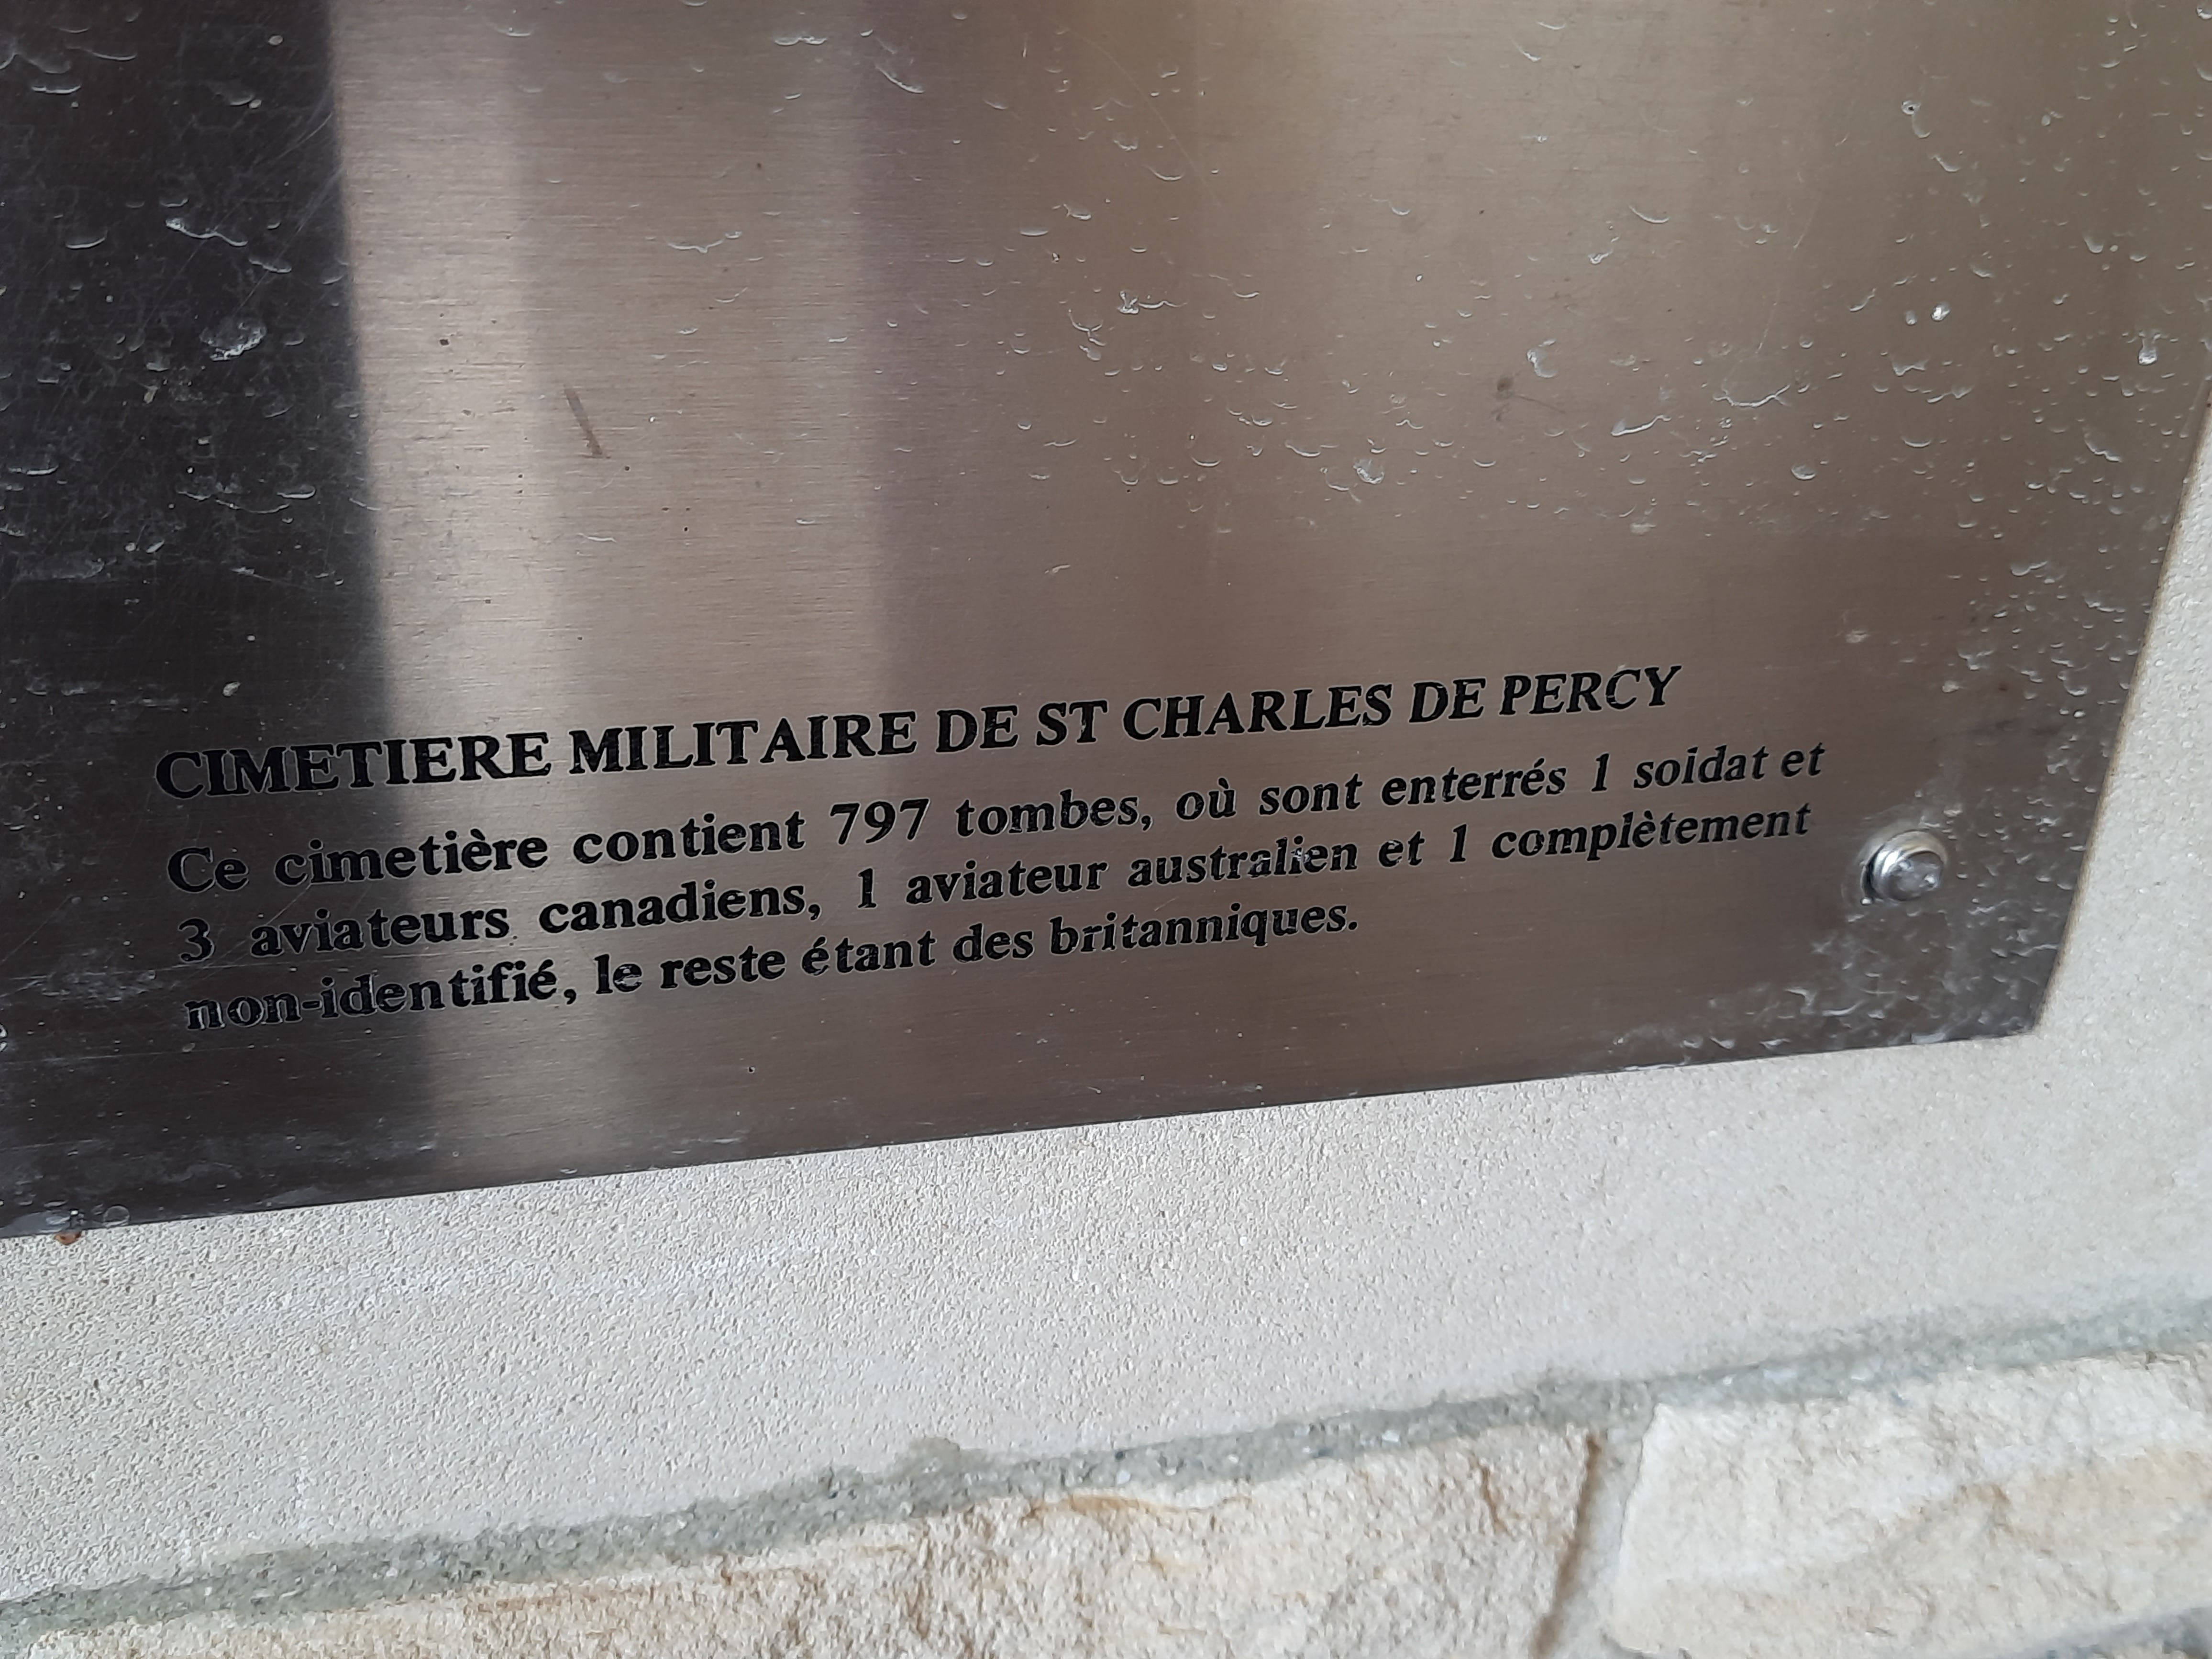 CIMETIERE MILITAIRE DE ST CHARLES DE PERCY
Ce cimetière contient 797 tombes, où sont enterrés 1 soidat et
3 aviateurs canadiens, 1 aviateur australien et 1 complètement
non-identifié, le reste étant des britanniques.